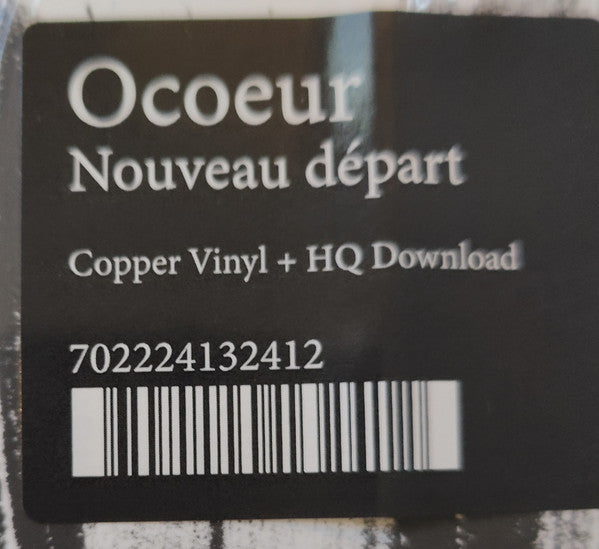 Ocoeur
Nouveau départ
Copper Vinyl + HQ Download
702224132412